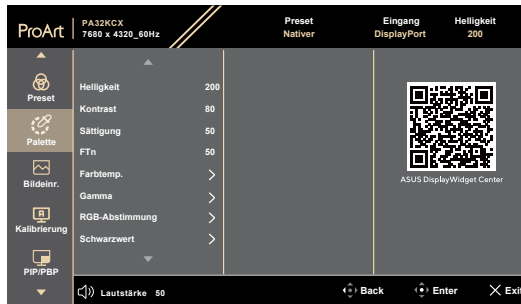 ProArt
PA32KCX
7680 x 4320_60Hz
Preset
Nativer
Eingang
DisplayPort
Helligkeit
200
Preset
Palette
Bildeinr.
Kalibrierung
PIP/PBP
Helligkeit 200
Kontrast 80
Sättigung 50
FTn 50
Farbtemp.
Gamma
RGB-Abstimmung
Schwarzwert
ASUS DisplayWidget Center
Lautstärke 50
Back
Enter
Exit